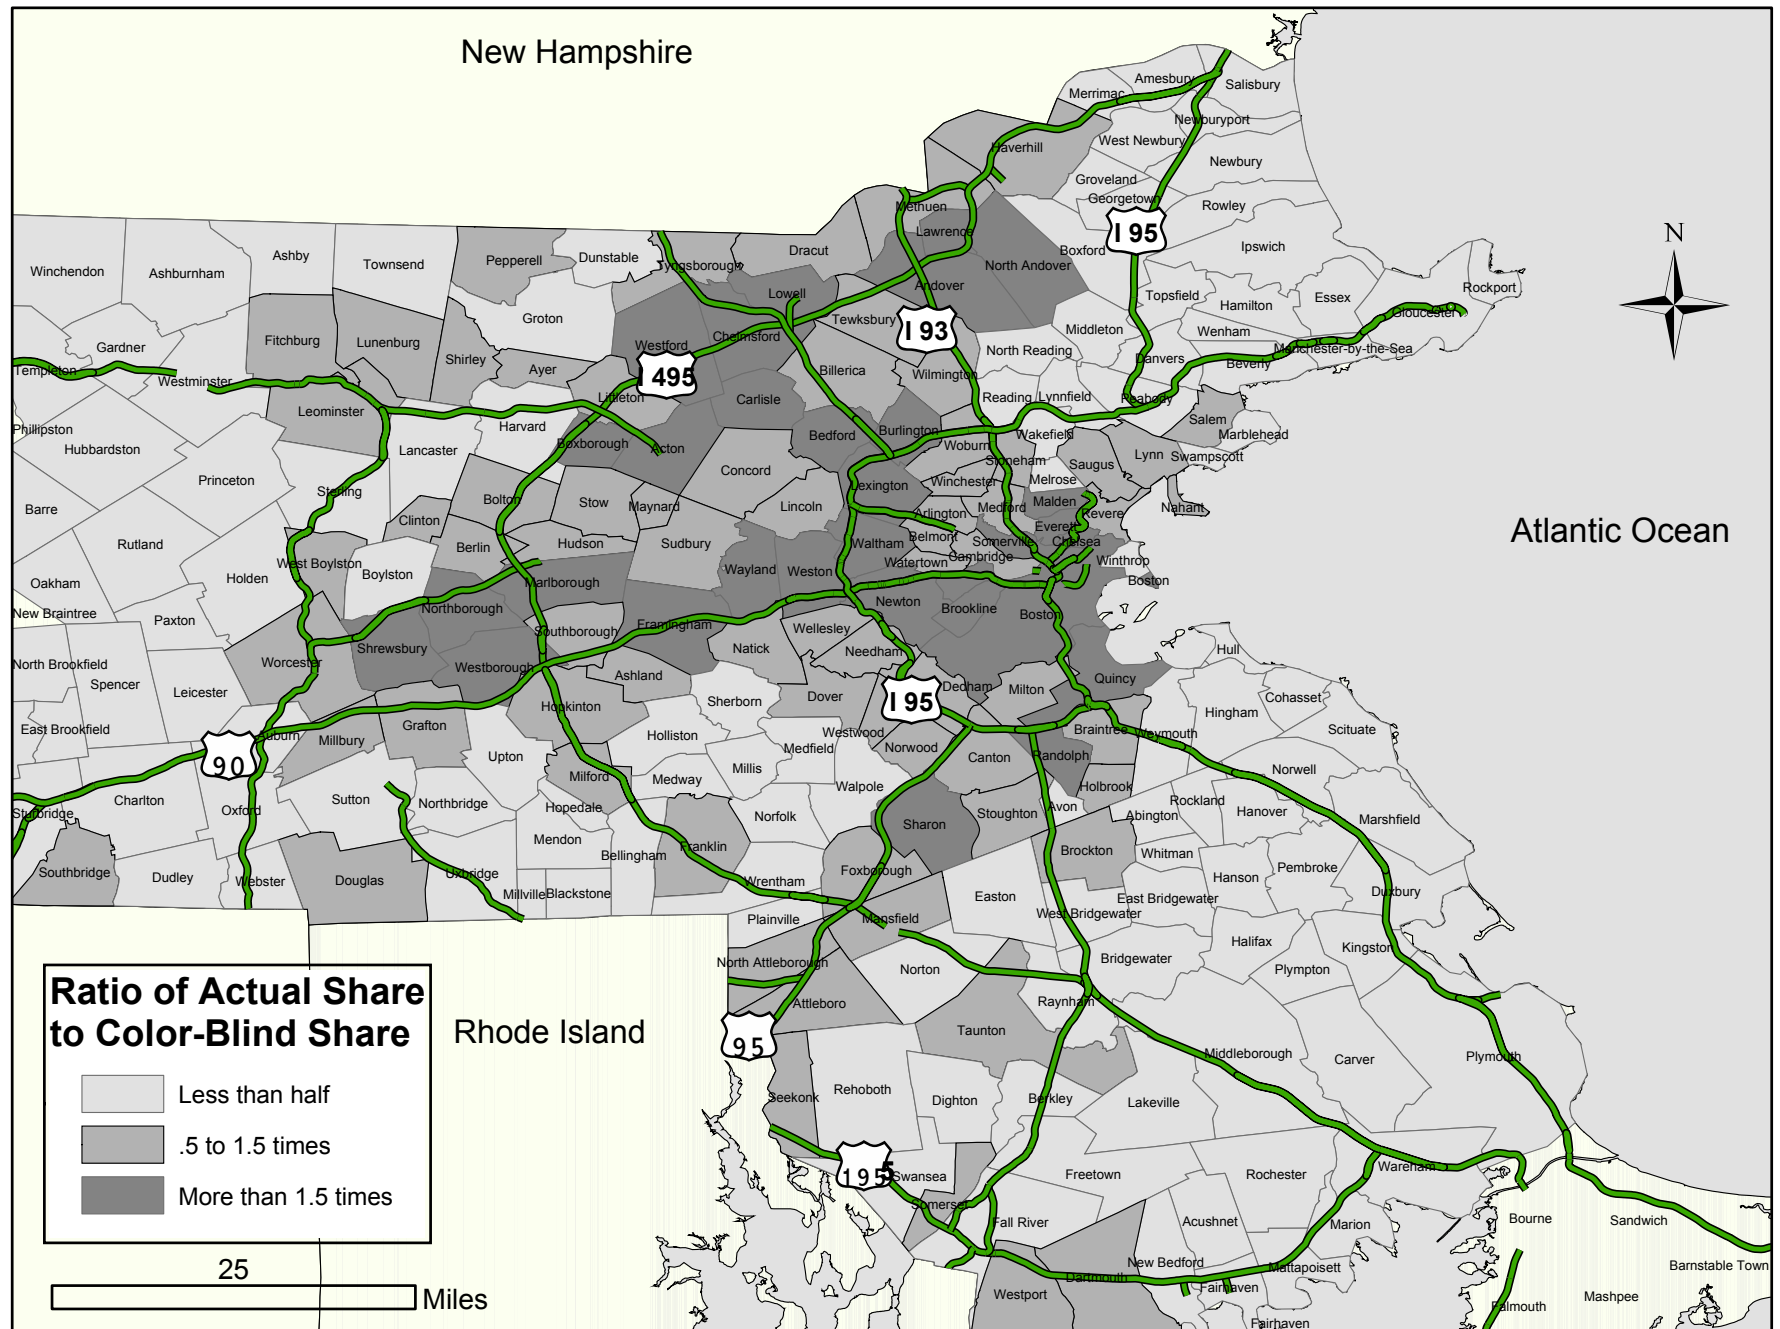 New Hampshire
Amesbury
Salisbury
Merrimac
Newburyport
West Newbury
Haverhill
Newbury
Groveland
Georgetown
Rowley
Methuen
I 95
Lawrence
Boxford
Ipswich
N
Winchendon
Ashburnham
Ashby
Townsend
Pepperell
Dunstable
Tyngsborough
Dracut
North Andover
Andover
Topsfield
Hamilton
Essex
Rockport
Gloucester
Lowell
Groton
Tewksbury
I 93
Middleton
Wenham
Manchester-by-the-Sea
Gardner
Fitchburg
Lunenburg
Shirley
Ayer
Westford
Chelmsford
North Reading
Danvers
Beverly
Templeton
Westminster
I 495
Billerica
Wilmington
Littleton
Carlisle
Reading
Lynnfield
Peabody
Leominster
Harvard
Phillipston
Hubbardston
Lancaster
Boxborough
Acton
Bedford
Burlington
Woburn
Wakefield
Salem
Marblehead
Princeton
Concord
Stoneham
Saugus
Lynn
Swampscott
Melrose
Sterling
Bolton
Stow
Maynard
Lincoln
Lexington
Winchester
Barre
Clinton
Arlington
Medford
Malden
Revere
Nahant
Everett
Atlantic Ocean
Rutland
Berlin
Hudson
Sudbury
Waltham
Belmont
Somerville
Chelsea
Cambridge
Winthrop
Watertown
West Boylston
Boylston
Holden
Oakham
Marlborough
Wayland
Weston
Boston
New Braintree
Paxton
Northborough
Newton
Brookline
Boston
Southborough
Framingham
Wellesley
North Brookfield
Spencer
Leicester
Worcester
Shrewsbury
Westborough
Natick
Needham
Hull
Ashland
Quincy
Dedham
Milton
I 95
Sherborn
Dover
Cohasset
Hingham
Scituate
East Brookfield
Auburn
Millbury
Grafton
Hopkinton
Holliston
Westwood
Medfield
Norwood
Braintree
Weymouth
90
Upton
Milford
Medway
Millis
Walpole
Canton
Randolph
Holbrook
Norwell
Sturbridge
Charlton
Oxford
Sutton
Northbridge
Hopedale
Norfolk
Sharon
Stoughton
Avon
Abington
Rockland
Hanover
Marshfield
Mendon
Bellingham
Franklin
Brockton
Whitman
Southbridge
Dudley
Webster
Douglas
Uxbridge
Millville
Blackstone
Wrentham
Foxborough
Easton
Hanson
Pembroke
Duxbury
East Bridgewater
West Bridgewater
Plainville
Mansfield
Halifax
Kingston
North Attleborough
Norton
Bridgewater
Plympton
Attleboro
Raynham
Rhode Island
95
Taunton
Middleborough
Carver
Plymouth
Seekonk
Rehoboth
Dighton
Berkley
Lakeville
195
5
Swansea
Freetown
Rochester
Wareham
Somerset
Fall River
Acushnet
Marion
Bourne
Sandwich
New Bedford
Mattapoisett
Dartmouth
Fairhaven
Barnstable Town
Westport
Falmouth
Mashpee
Fairhaven
Ratio of Actual Share
to Color-Blind Share
Less than half
.5 to 1.5 times
More than 1.5 times
25
Miles